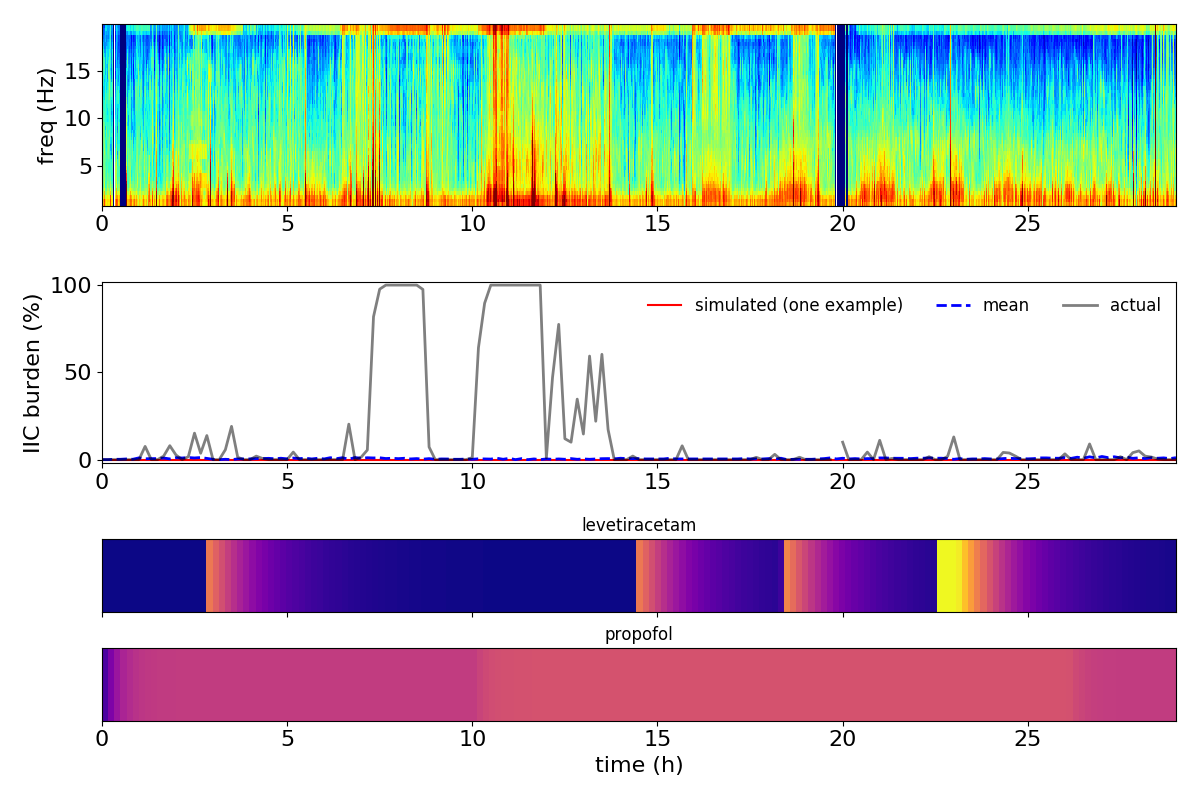 freq (Hz)
15
10
5
0 5 10 15 20 25
IIC burden (%)
100
50
0
simulated (one example) mean actual
0 5 10 15 20 25
levetiracetam
propofol
0 5 10 15 20 25
time (h)